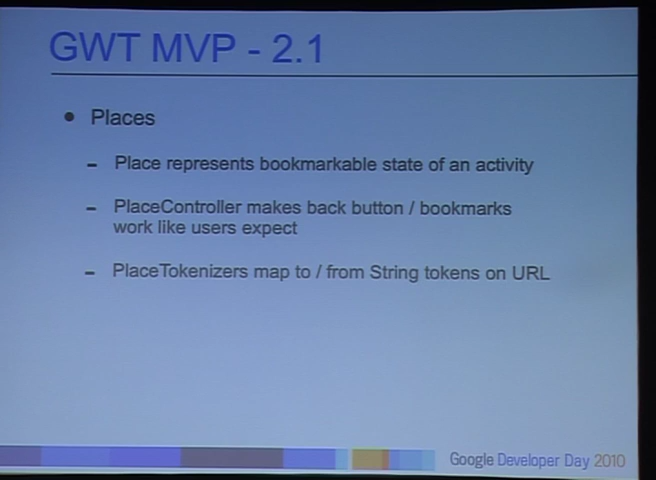 GWT MVP - 2.1
• Places
- Place represents bookmarkable state of an activity
- PlaceController makes back button / bookmarks
work like users expect
- PlaceTokenizers map to / from String tokens on URL
Google Developer Day 2010